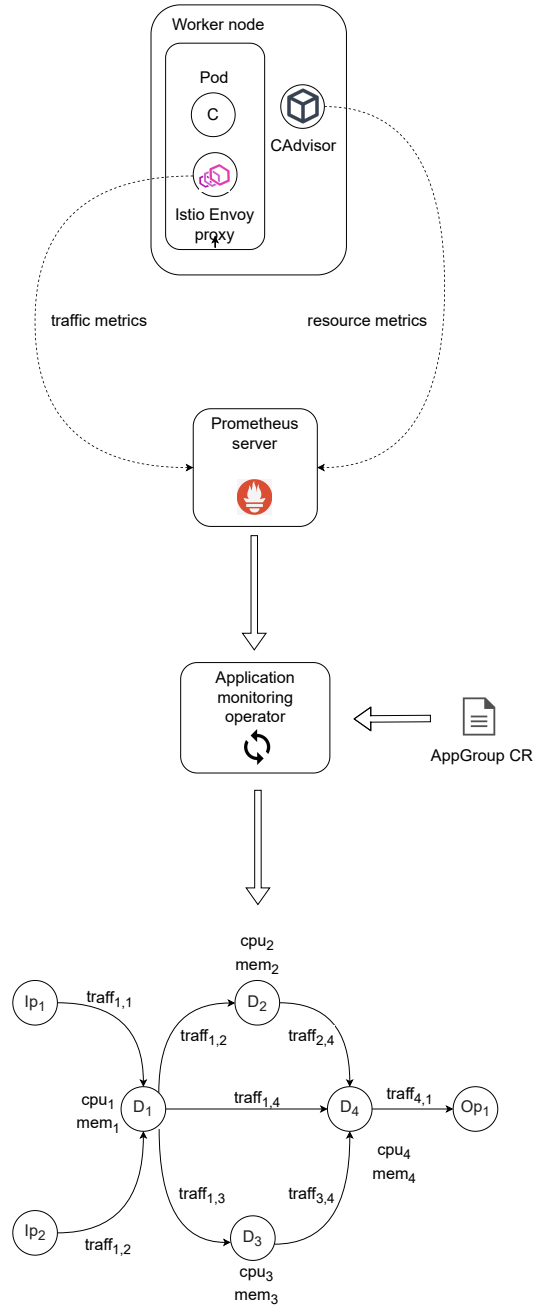 Worker node
Pod
C
CAdvisor
Istio Envoy
proxy
traffic metrics
resource metrics
Prometheus
server
Application
monitoring
operator
AppGroup CR
cpu2
mem2
Ip1
traff1,1
D2
traff1,2
traff2,4
cpu1
mem1
D1
traff1,4
D4
traff4,1
Op1
cpu4
mem4
traff1,3
traff3,4
Ip2
traff1,2
D3
cpu3
mem3